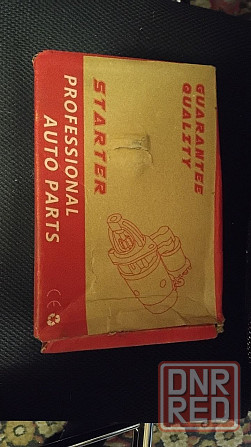 GUARANTEE
QUALITY
STARTER
PROFESSIONAL
AUTO PARTS
CE
DNR
RED